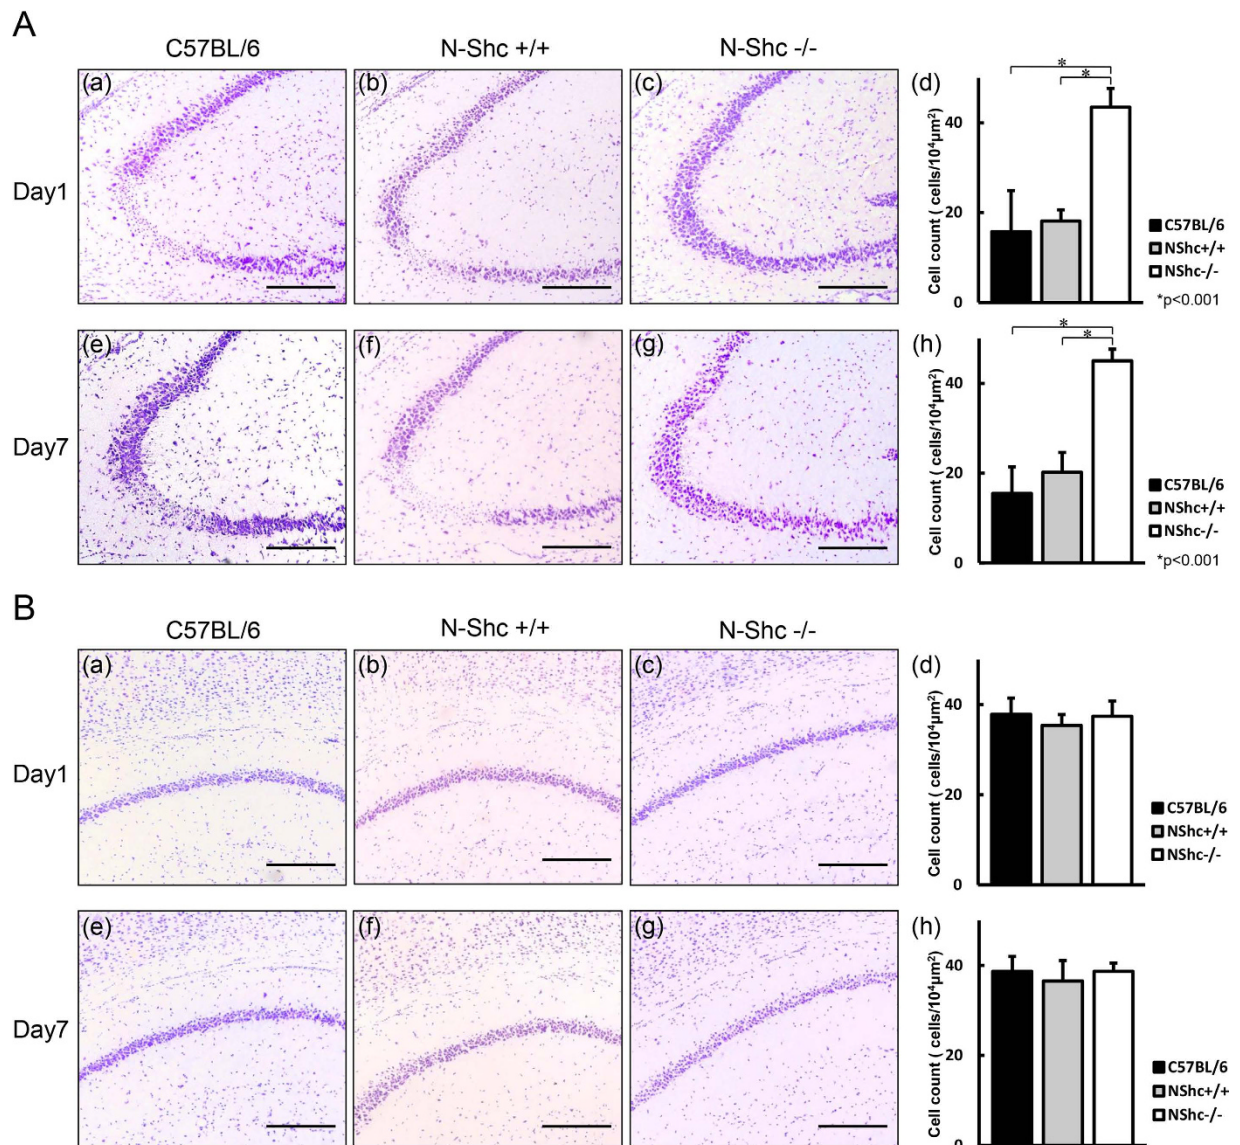 A
C57BL/6
N-Shc +/+
N-Shc -/-
Day1
(a)
(b)
(c)
(d)
Cell count ( cells/10⁴µm²)
40
20
0
*
*
C57BL/6
NShc+/+
NShc-/-
*p<0.001
Day7
(e)
(f)
(g)
(h)
Cell count ( cells/10⁴µm²)
40
20
0
*
*
C57BL/6
NShc+/+
NShc-/-
*p<0.001
B
C57BL/6
N-Shc +/+
N-Shc -/-
Day1
(a)
(b)
(c)
(d)
Cell count ( cells/10⁴µm²)
40
20
0
C57BL/6
NShc+/+
NShc-/-
Day7
(e)
(f)
(g)
(h)
Cell count ( cells/10⁴µm²)
40
20
0
C57BL/6
NShc+/+
NShc-/-